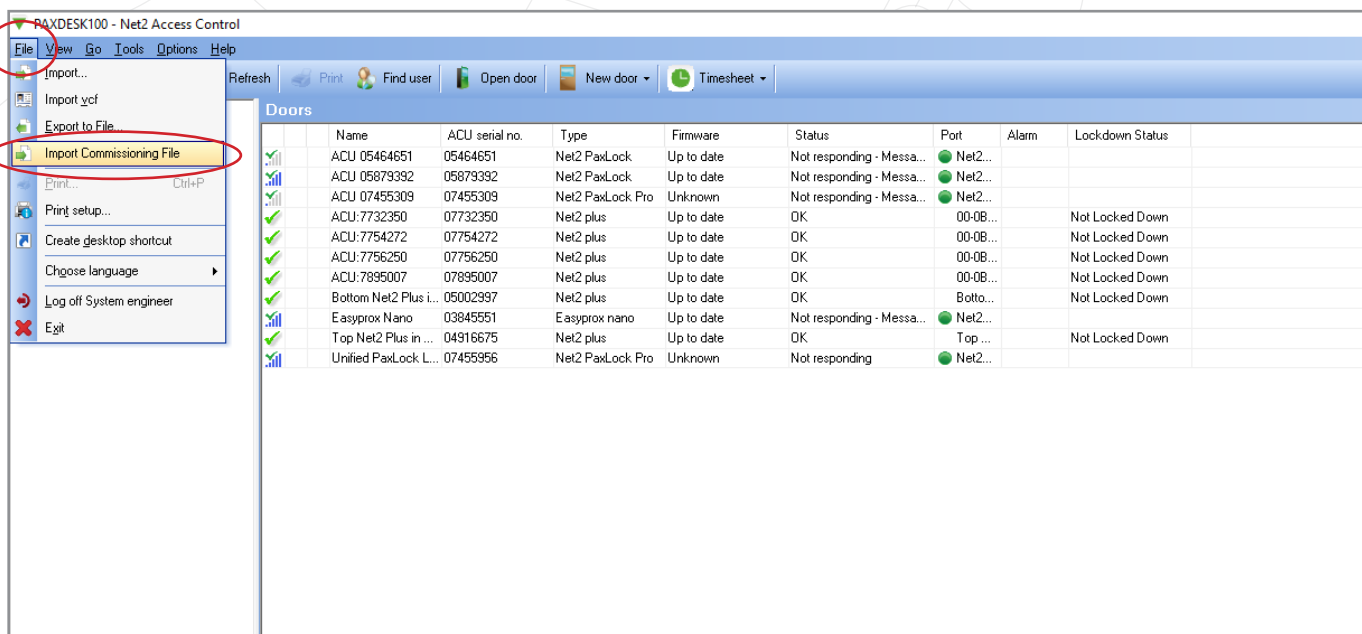 PAXDESK100 - Net2 Access Control
File View Go Tools Options Help
Refresh Print Find user Open door New door Timesheet
Import...
Import vcf
Export to File...
Import Commissioning File
Print... Ctrl+P
Print setup...
Create desktop shortcut
Choose language
Log off System engineer
Exit
Doors
Name ACU serial no. Type Firmware Status Port Alarm Lockdown Status
ACU 05464651 05464651 Net2 PaxLock Up to date Not responding - Messa... Net2...
ACU 05879392 05879392 Net2 PaxLock Up to date Not responding - Messa... Net2...
ACU 07455309 07455309 Net2 PaxLock Pro Unknown Not responding - Messa... Net2...
ACU:7732350 07732350 Net2 plus Up to date OK 00-0B... Not Locked Down
ACU:7754272 07754272 Net2 plus Up to date OK 00-0B... Not Locked Down
ACU:7756250 07756250 Net2 plus Up to date OK 00-0B... Not Locked Down
ACU:7895007 07895007 Net2 plus Up to date OK 00-0B... Not Locked Down
Bottom Net2 Plus i... 05002997 Net2 plus Up to date OK Botto... Not Locked Down
Easyprox Nano 03845551 Easyprox nano Up to date Not responding - Messa... Net2...
Top Net2 Plus in ... 04916675 Net2 plus Up to date OK Top ... Not Locked Down
Unified PaxLock L... 07455956 Net2 PaxLock Pro Unknown Not responding Net2...